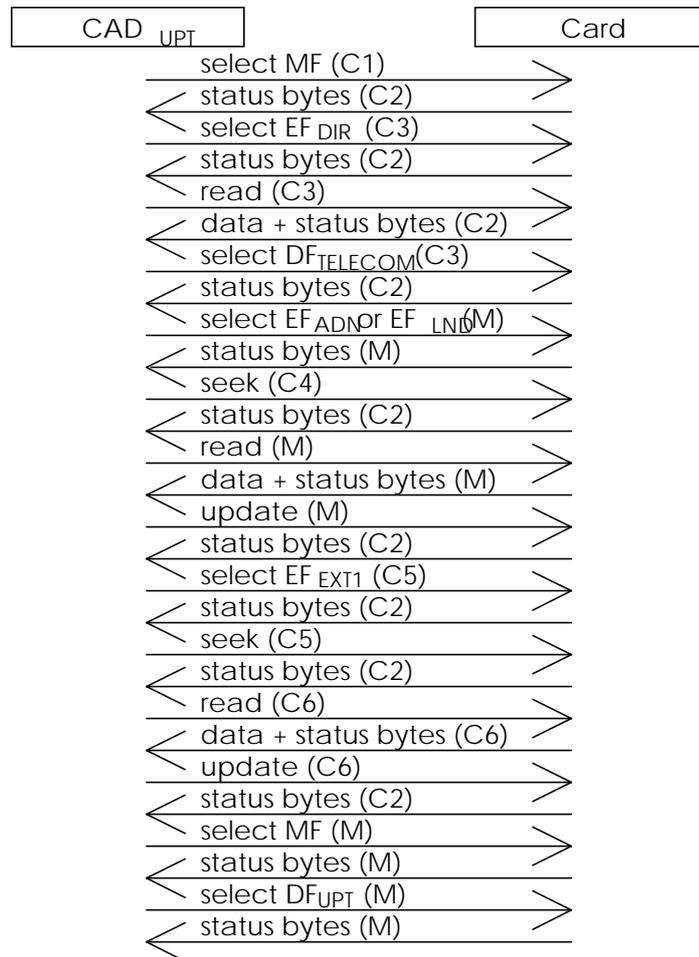 CAD UPT Card
select MF (C1)
status bytes (C2)
select EF DIR (C3)
status bytes (C2)
read (C3)
data + status bytes (C2)
select DFTELECOM(C3)
status bytes (C2)
select EFADN or EF LND(M)
status bytes (M)
seek (C4)
status bytes (C2)
read (M)
data + status bytes (M)
update (M)
status bytes (C2)
select EF EXT1 (C5)
status bytes (C2)
seek (C5)
status bytes (C2)
read (C6)
data + status bytes (C6)
update (C6)
status bytes (C2)
select MF (M)
status bytes (M)
select DFUPT (M)
status bytes (M)